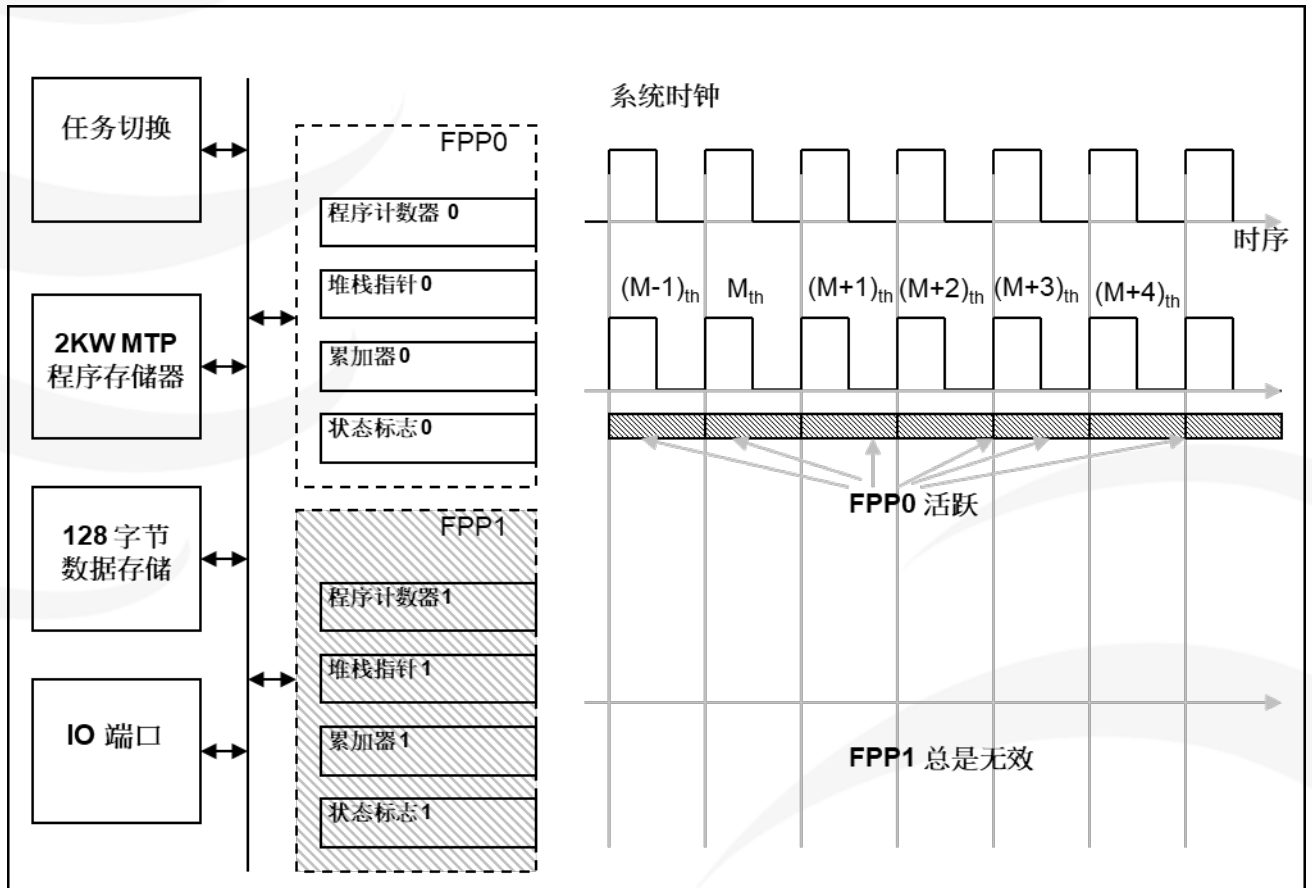 任务切换
2KW MTP
程序存储器
128 字节
数据存储
IO 端口
FPP0
程序计数器 0
堆栈指针 0
累加器 0
状态标志 0
FPP1
程序计数器 1
堆栈指针 1
累加器 1
状态标志 1
系统时钟
时序
(M-1)th Mth (M+1)th (M+2)th (M+3)th (M+4)th
FPP0 活跃
FPP1 总是无效